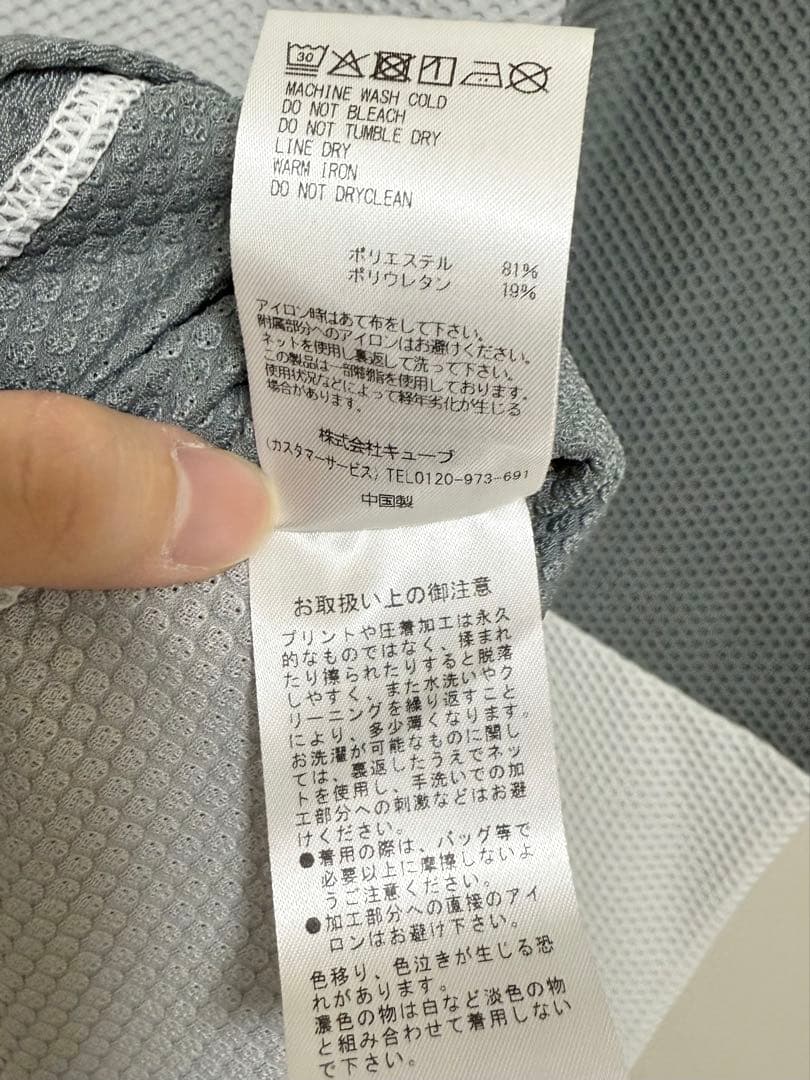 30
MACHINE WASH COLD
DO NOT BLEACH
DO NOT TUMBLE DRY
LINE DRY
WARM IRON
DO NOT DRYCLEAN
ポリエステル 81%
ポリウレタン 19%
アイロン時はあて布をして下さい。
附属部分へのアイロンはお避けください。
ネットを使用し裏返して洗って下さい。
この製品は一部樹脂を使用しております。
使用状況などによって経年劣化が生じる
場合があります。
株式会社キューブ
(カスタマーサービス) TEL0120-973-691
中国製
お取扱い上の御注意
プリントや圧着加工は永久
的なものではなく、揉まれ
たり擦られたりすると脱落
しやすく、また水洗いやク
リーニングを繰り返すこと
により、多少薄くなります。
お洗濯が可能なものに関し
ては、裏返したうえでネッ
トを使用し、手洗いでの加
工部分への刺激などはお避
けください。
●着用の際は、バッグ等で
必要以上に摩擦しないよ
うご注意ください。
●加工部分への直接のアイ
ロンはお避け下さい。
色移り、色泣きが生じる恐
れがあります。
濃色の物は白など淡色の物
と組み合わせて着用しない
で下さい。